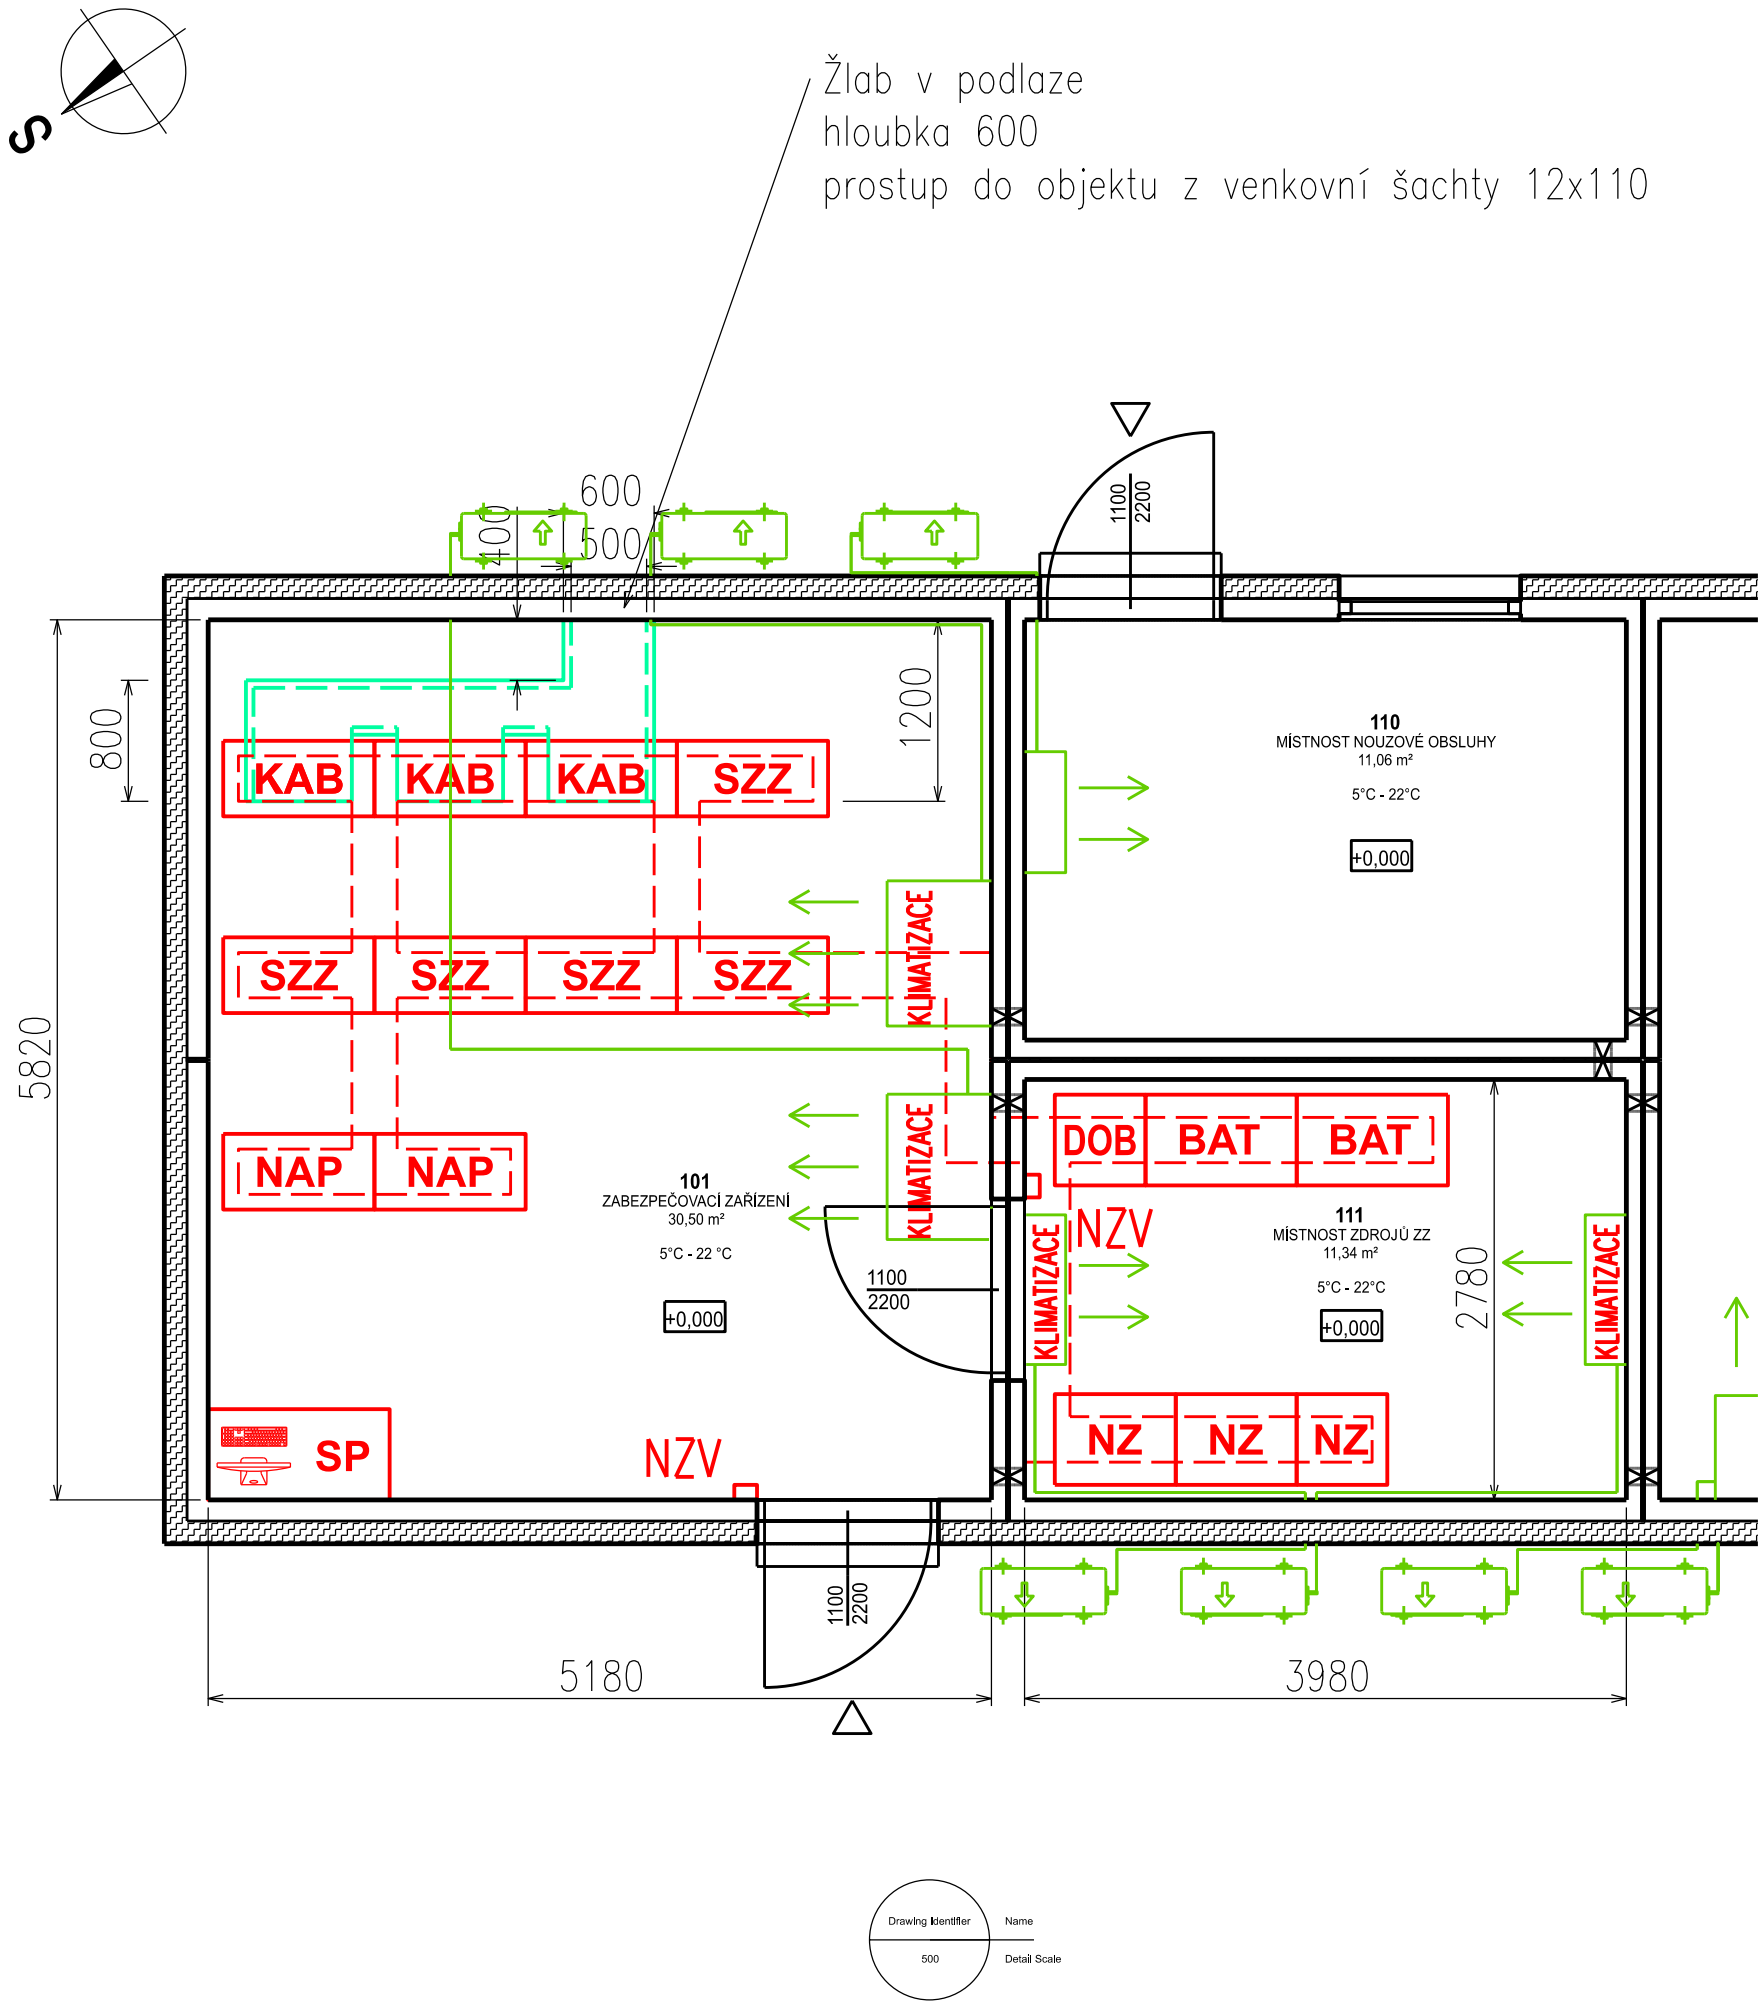 S
Žlab v podlaze
hloubka 600
prostup do objektu z venkovní šachty 12x110
1100
2200
600
400
500
800
1200
5820
KAB
KAB
KAB
SZZ
110
MÍSTNOST NOUZOVÉ OBSLUHY
11,06 m²
5°C - 22°C
+0,000
KLIMATIZACE
SZZ
SZZ
SZZ
SZZ
KLIMATIZACE
NAP
NAP
101
ZABEZPEČOVACÍ ZAŘÍZENÍ
30,50 m²
5°C - 22 °C
+0,000
1100
2200
DOB
BAT
BAT
NZV
111
MÍSTNOST ZDROJŮ ZZ
11,34 m²
5°C - 22°C
+0,000
2780
KLIMATIZACE
KLIMATIZACE
NZ
NZ
NZ
SP
NZV
1100
2200
5180
3980
Drawing Identifier
Name
500
Detail Scale